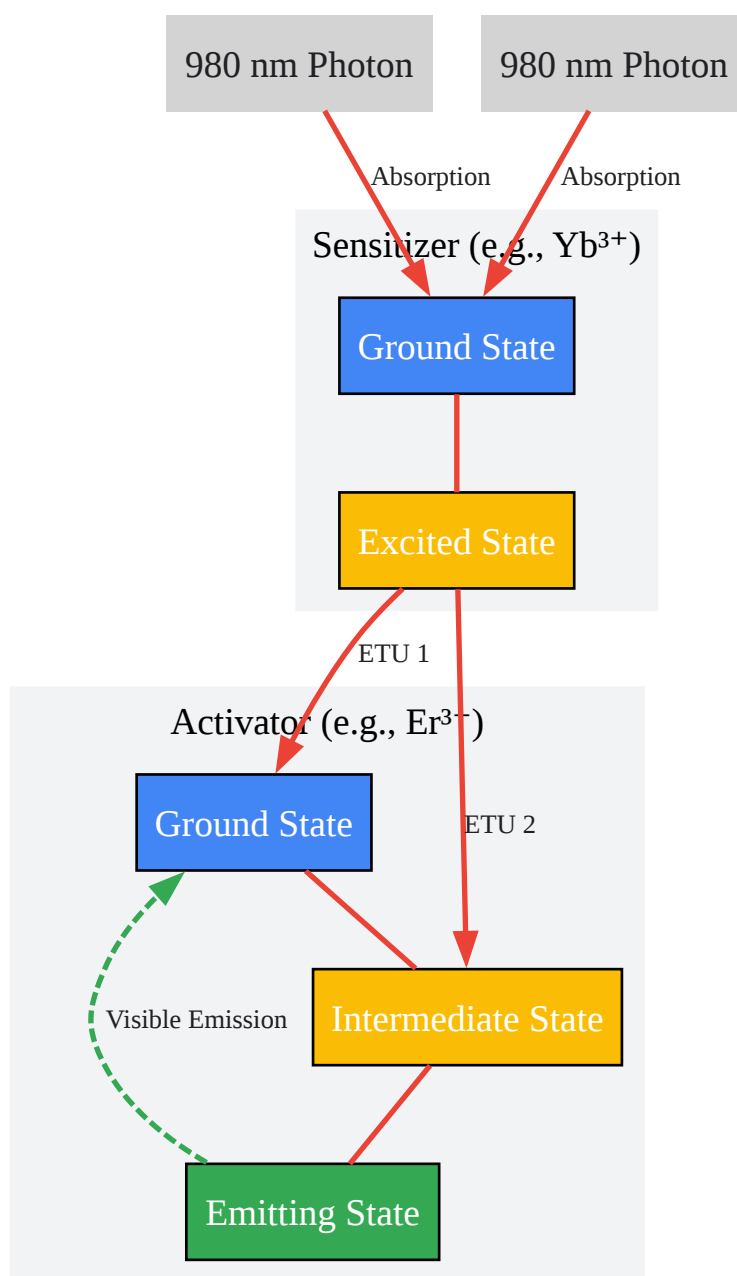 980 nm Photon
980 nm Photon
Absorption
Absorption
Sensitizer (e.g., Yb³⁺)
Ground State
Excited State
ETU 1
Activator (e.g., Er³⁺)
Ground State
ETU 2
Intermediate State
Visible Emission
Emitting State